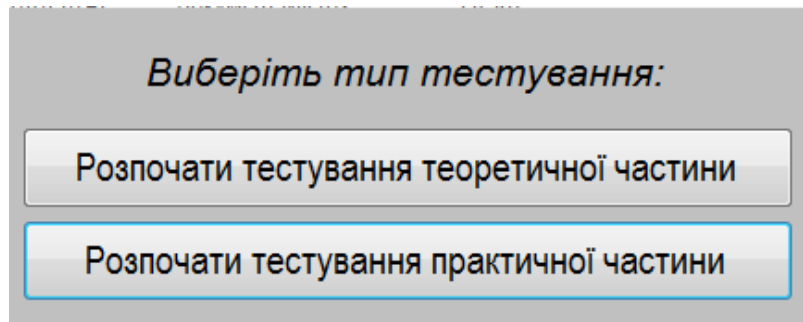 Виберіть тип тестування:
Розпочати тестування теоретичної частини
Розпочати тестування практичної частини